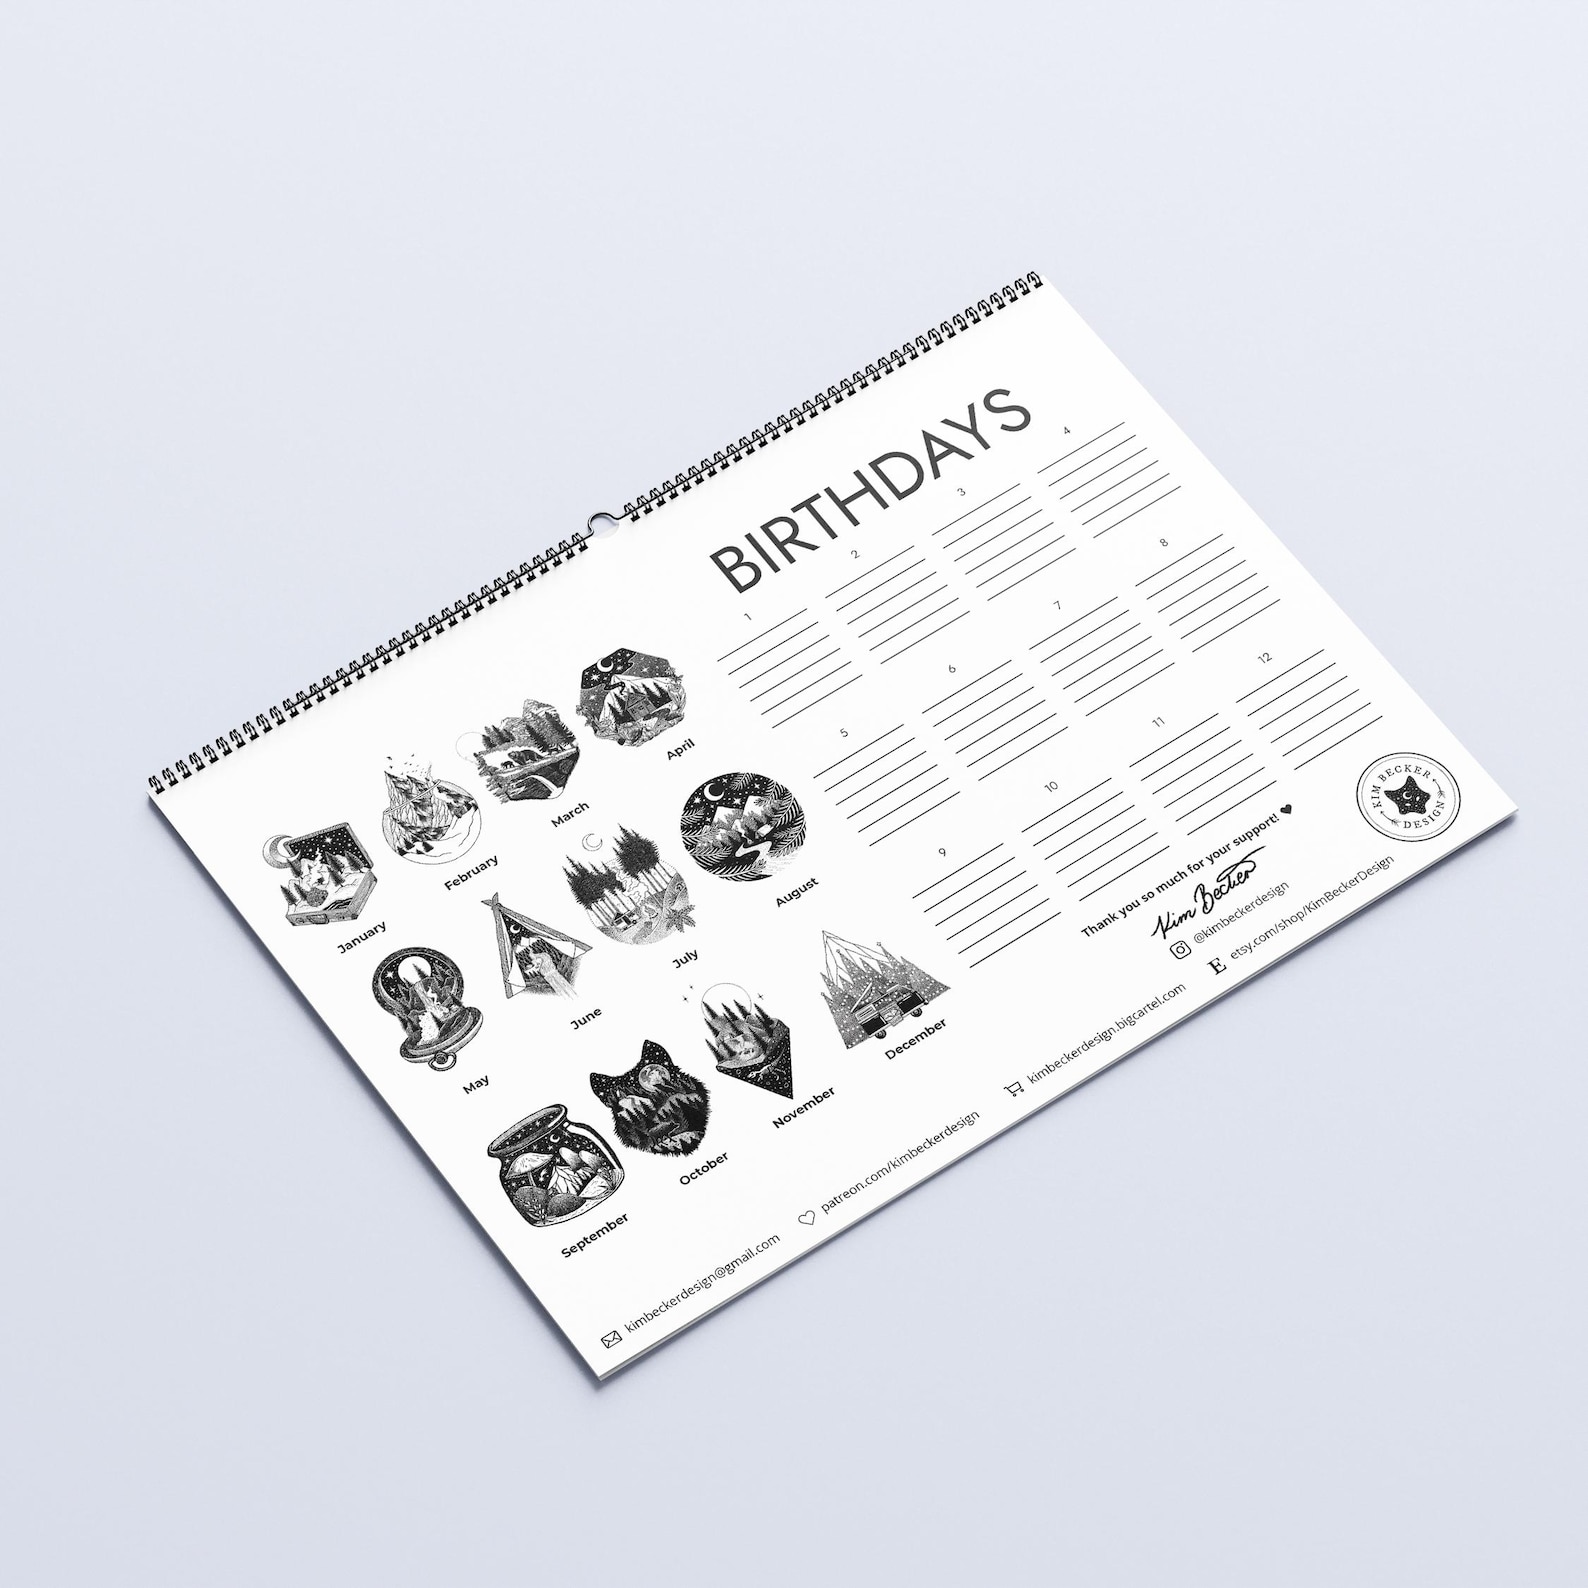 BIRTHDAYS
1
2
3
4
5
6
7
8
9
10
11
12
January
February
March
April
May
June
July
August
September
October
November
December
Thank you so much for your support! ♥
Kim Becker
@kimbeckerdesign
etsy.com/shop/KimBeckerDesign
kimbeckerdesign.bigcartel.com
patreon.com/kimbeckerdesign
kimbeckerdesign@gmail.com
KIM BECKER
DESIGN